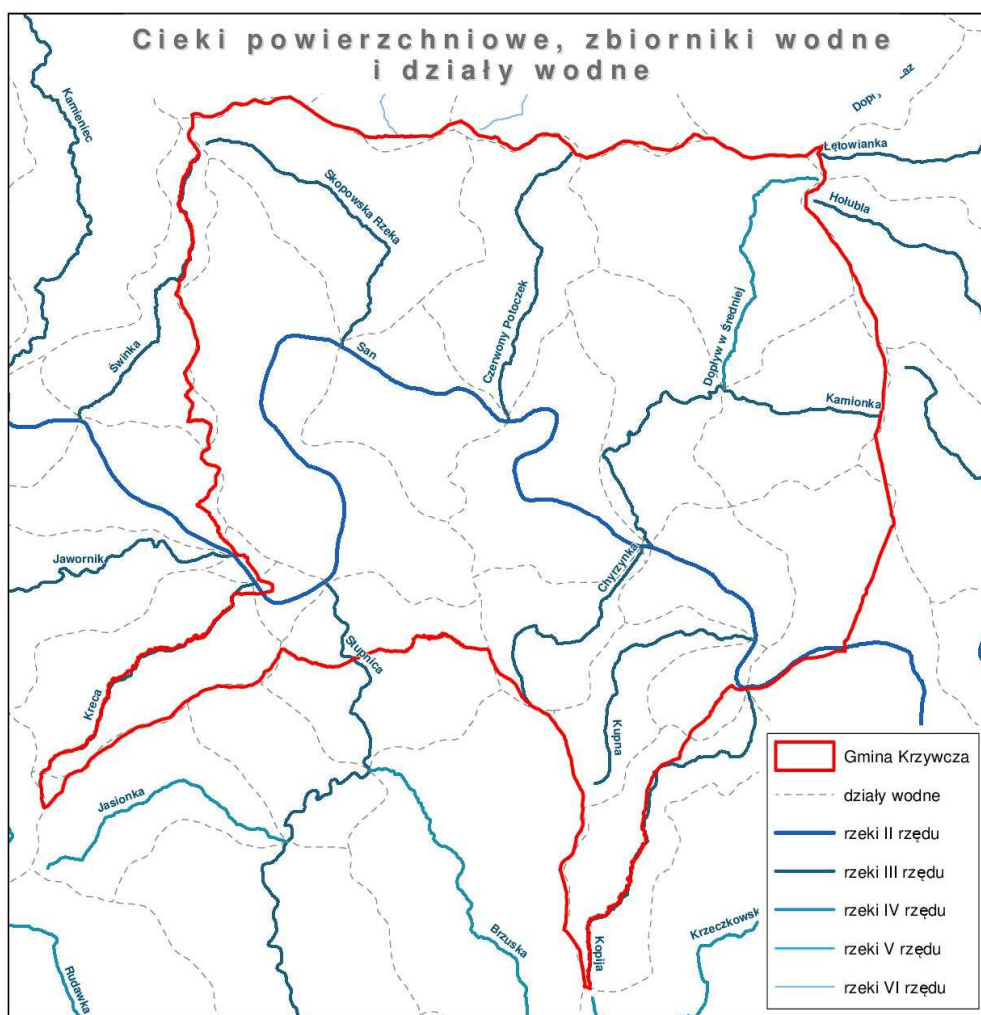 Cieki powierzchniowe, zbiorniki wodne
i działy wodne
Kamieniec
Łętowianka
Skopowska Rzeka
Hołubla
Świnka
San
Czerwony Potoczek
Dopływ w Średniej
Kamionka
Jawornik
Chyrzynka
Stupnica
Kreca
Kupna
Jasionka
Brzuska
Kopija
Rudawka
Gmina Krzywcza
działy wodne
rzeki II rzędu
rzeki III rzędu
rzeki IV rzędu
rzeki V rzędu
rzeki VI rzędu